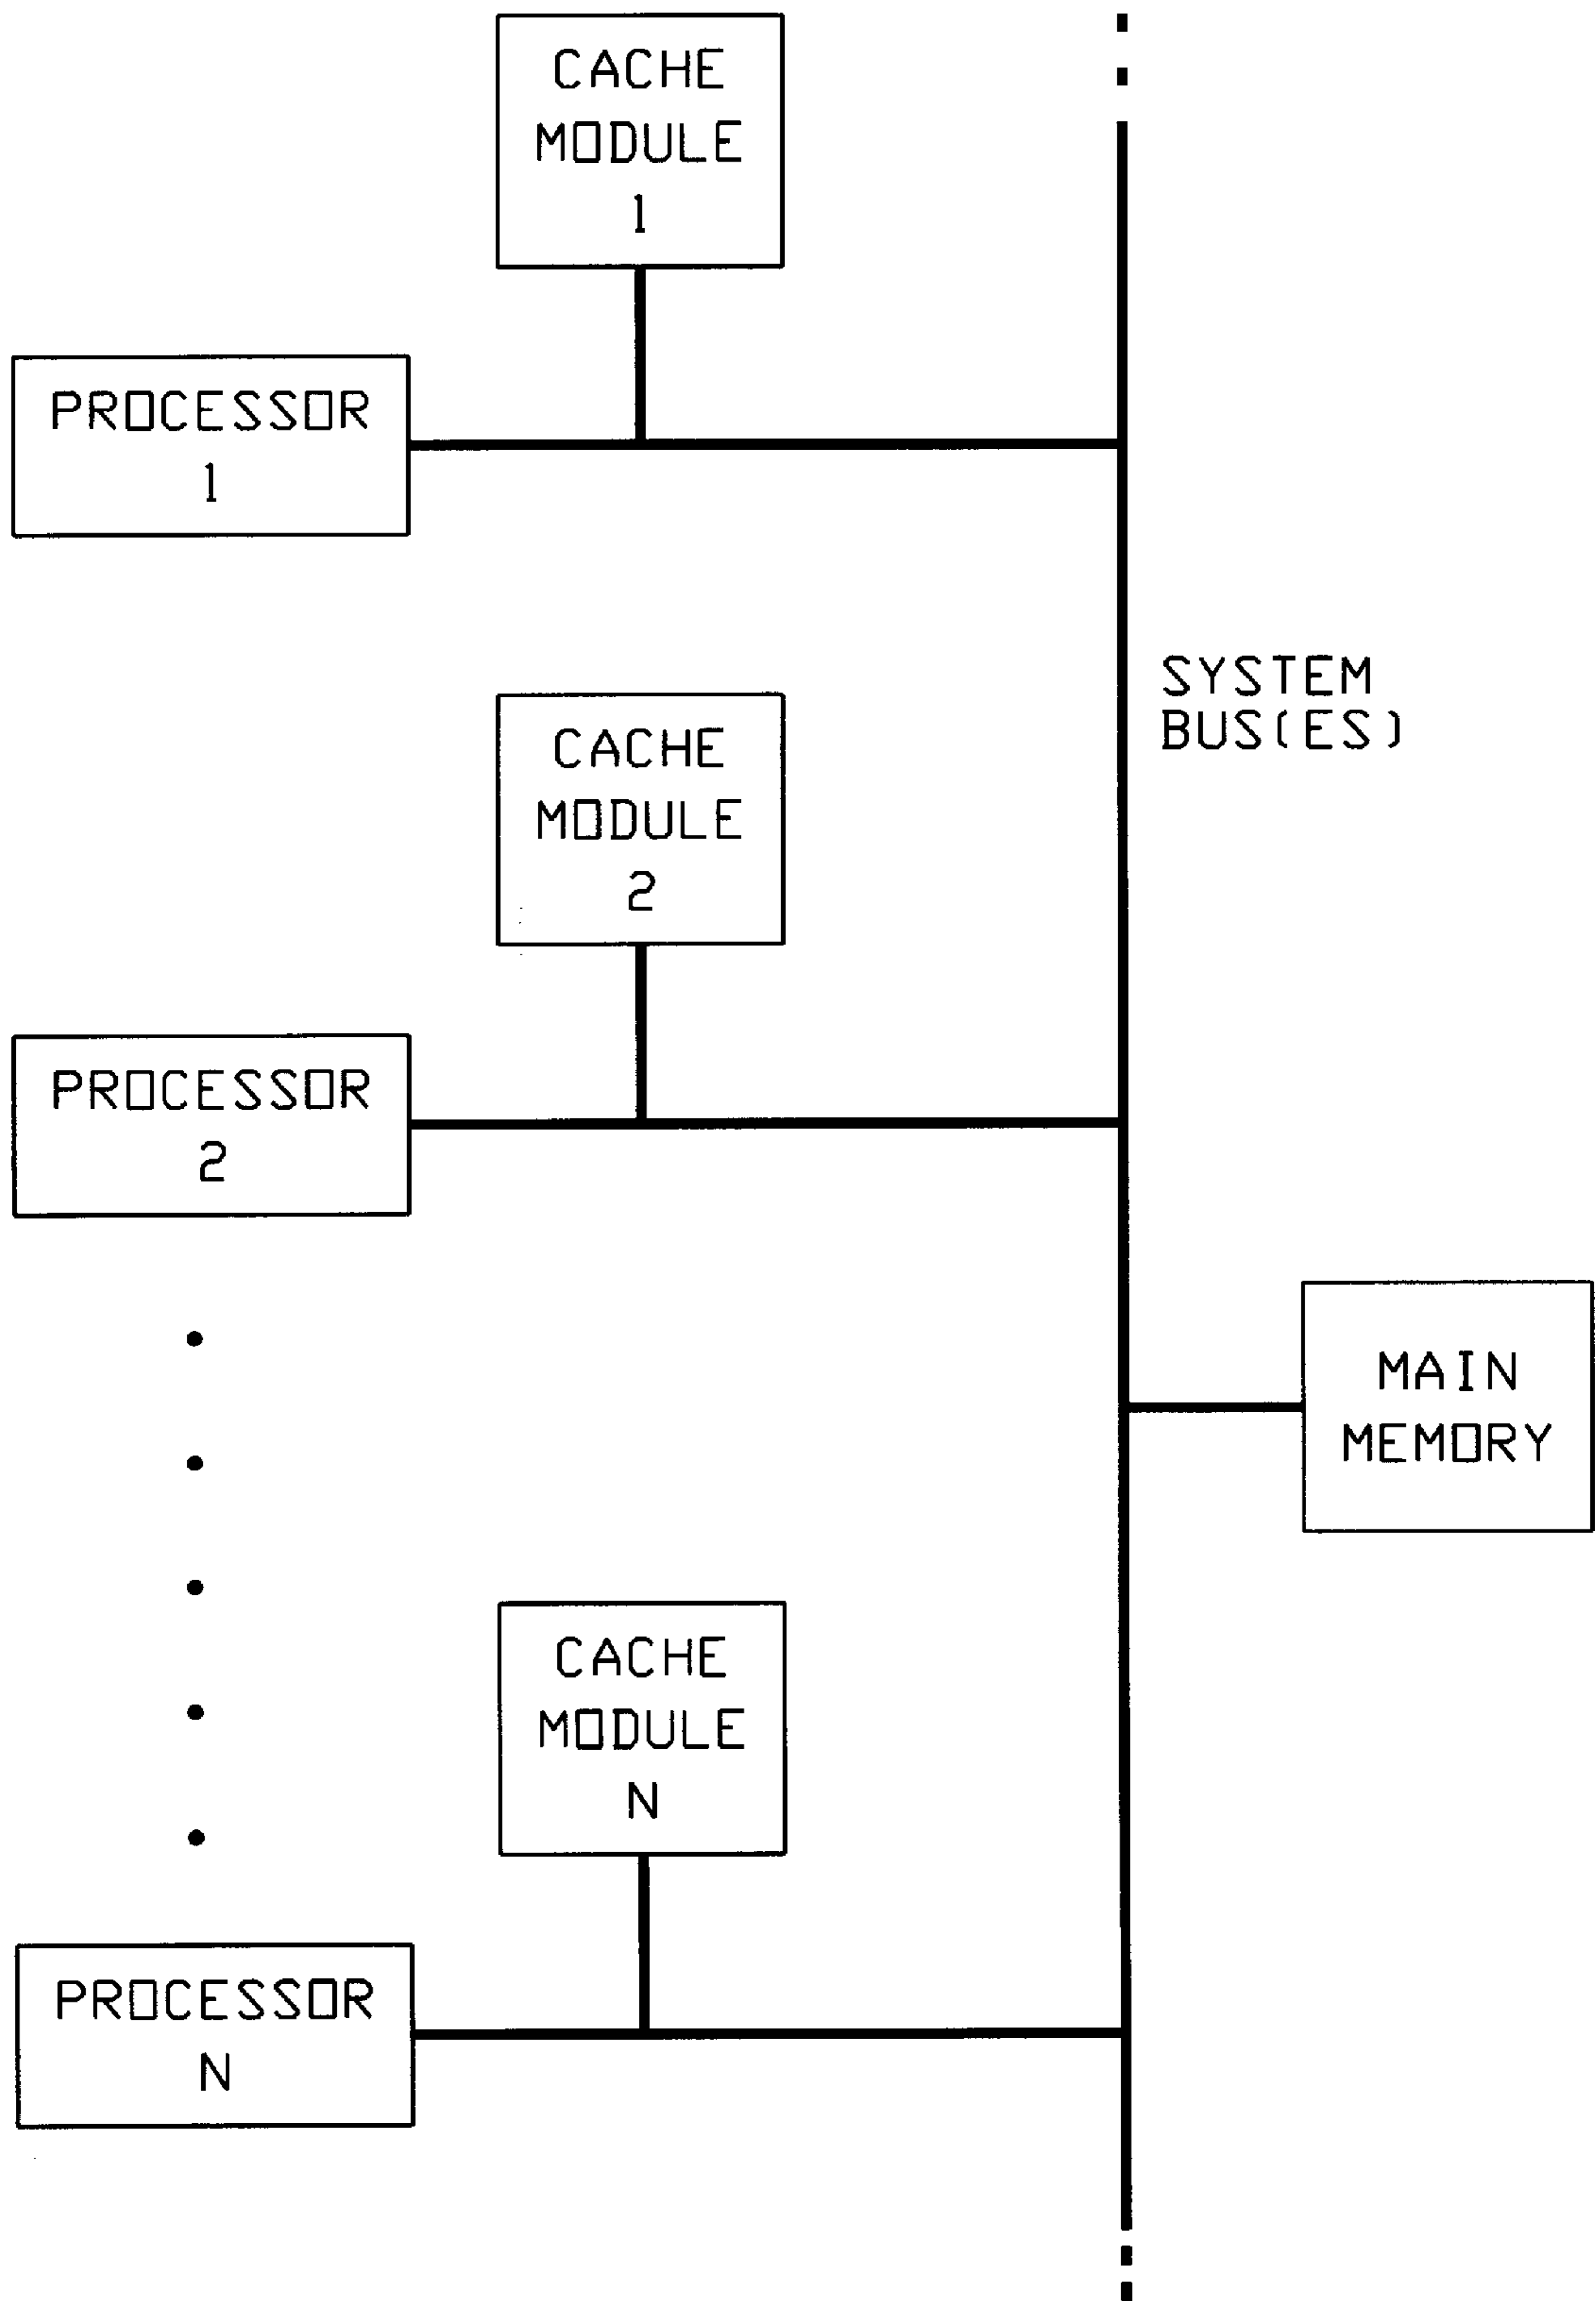 CACHE
MODULE
1
PROCESSOR
1
SYSTEM
BUS(ES)
CACHE
MODULE
2
PROCESSOR
2
MAIN
MEMORY
CACHE
MODULE
N
PROCESSOR
N